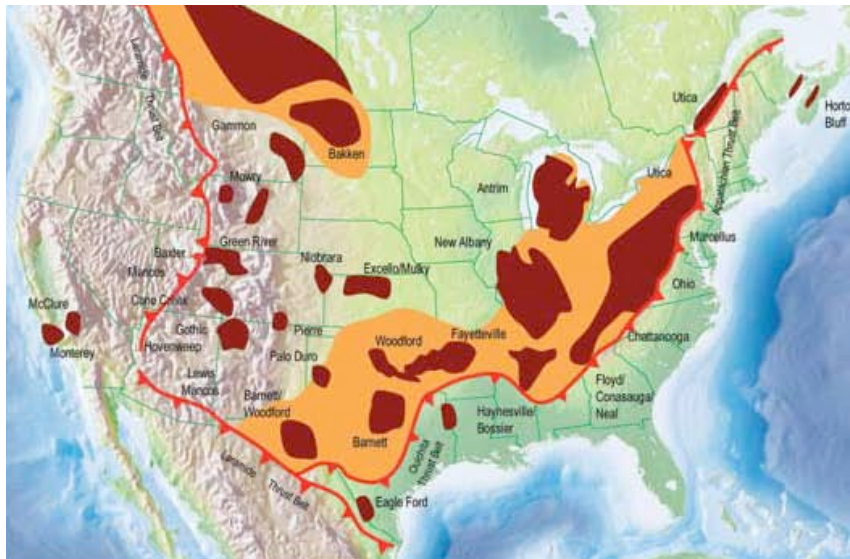 Laramide
Thrust Belt
Gammon
Bakken
Mowry
Utica
Horton
Bluff
Appalachian Thrust Belt
Utica
Antrim
Marcellus
New Albany
Green River
Baxter
Mancos
Niobrara
Excello/Mulky
Ohio
Cane Creek
McClure
Monterey
Gothic
Hovenweep
Pierre
Palo Duro
Woodford
Fayetteville
Chattanooga
Lewis
Mancos
Barnett/
Woodford
Barnett
Haynesville/
Bossier
Floyd/
Conasauga/
Neal
Ouchita
Thrust Belt
Laramide
Thrust Belt
Eagle Ford